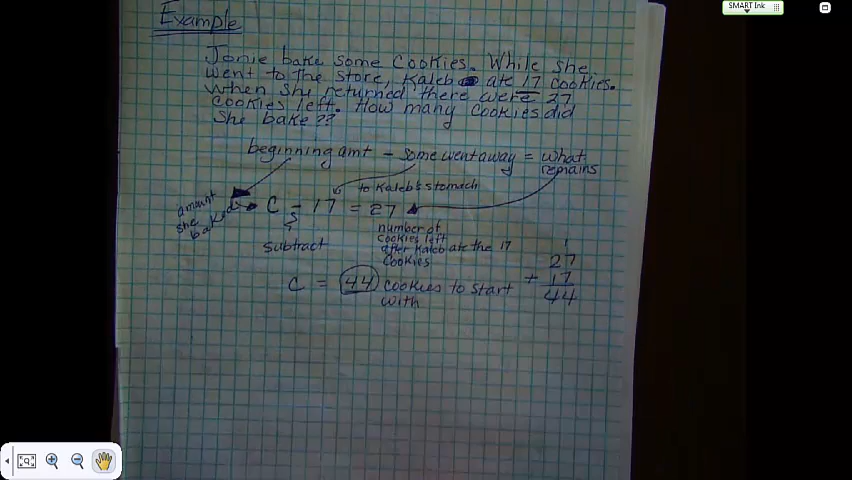 SMART Ink
Example
Jonie bake some Cookies. While She
went to the store, Kaleb ate 17 cookies.
When She returned there were 27
cookies left. How many cookies did
She bake??
beginning amt - some went away = what
remains
to Kaleb's stomach
amount
she
baked
C - 17 = 27
subtract
number of
cookies left
after Kaleb ate the 17
cookies
C = 44 cookies to start
with
1
27
+ 17
44